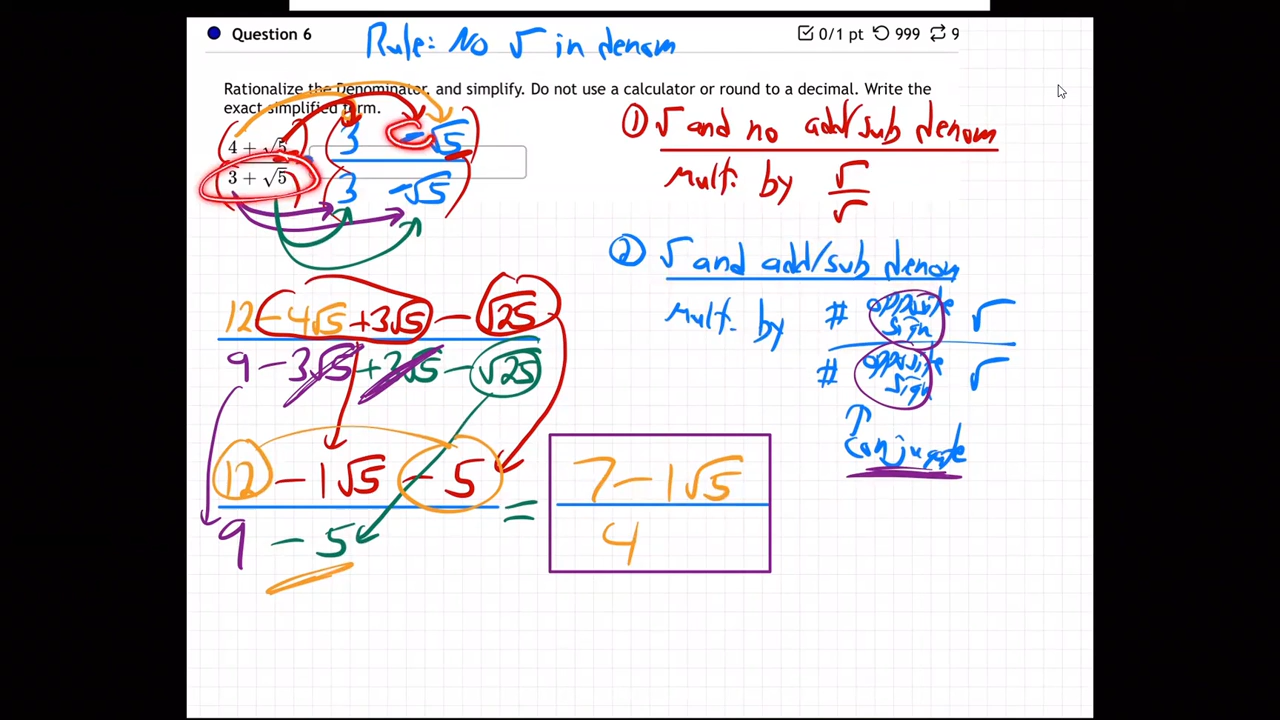 Question 6
Rule: No √ in denom
0/1 pt 999 9
Rationalize the Denominator, and simplify. Do not use a calculator or round to a decimal. Write the
exact simplified form.
4 + √5
3 + √5
3 - √5
3 - √5
① √ and no add/sub denom
Mult. by √
√
② √ and add/sub denom
Mult. by # opposite sign √
# opposite sign √
↑
Conjugate
12 - 4√5 + 3√5 - √25
9 - 3√5 + 3√5 - √25
12 - 1√5 - 5
9 - 5
=
7 - 1√5
4